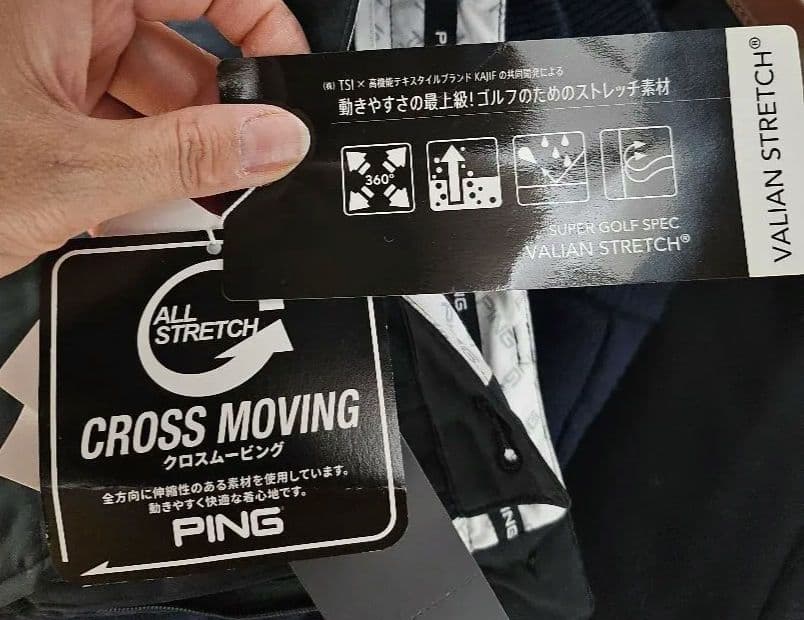 ㈱ TSI × 高機能テキスタイルブランド KAJIF の共同開発による
動きやすさの最上級!ゴルフのためのストレッチ素材
360°
SUPER GOLF SPEC
VALIAN STRETCH®
VALIAN STRETCH®
ALL
STRETCH
CROSS MOVING
クロスムービング
全方向に伸縮性のある素材を使用しています。
動きやすく快適な着心地です。
PING
PING
PING